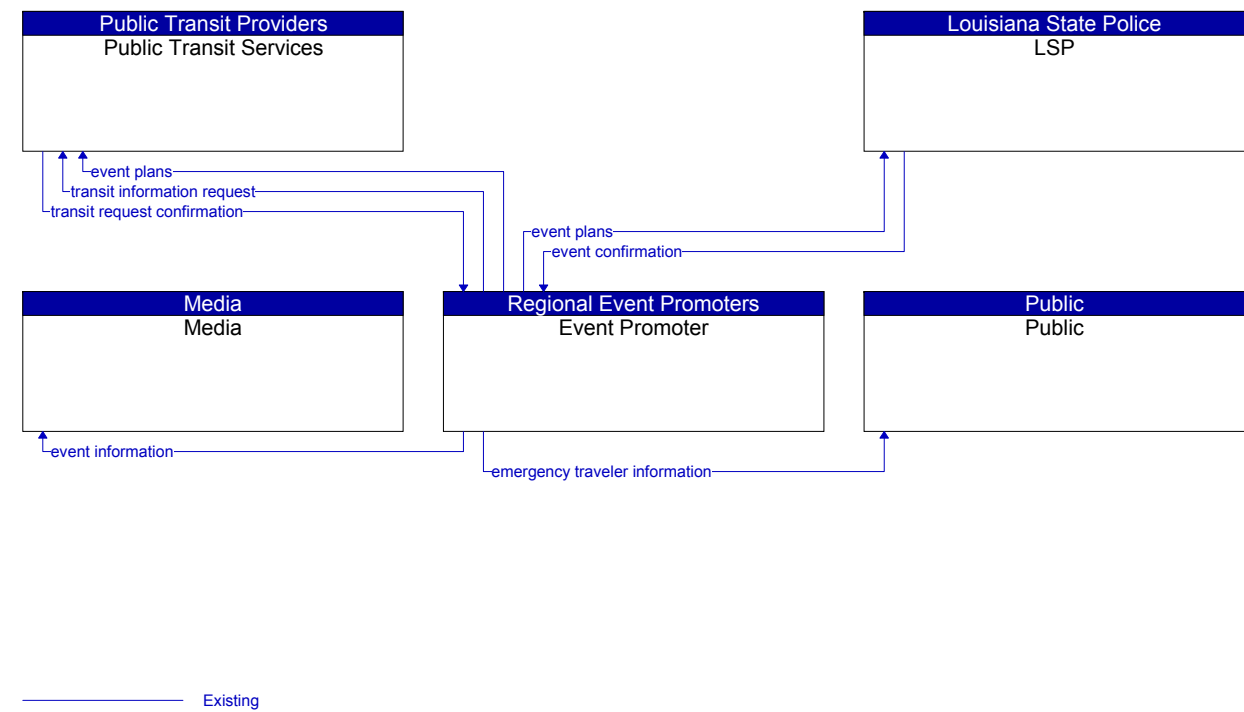 Public Transit Providers
Public Transit Services
Louisiana State Police
LSP
event plans
transit information request
transit request confirmation
event plans
event confirmation
Media
Media
Regional Event Promoters
Event Promoter
Public
Public
event information
emergency traveler information
Existing